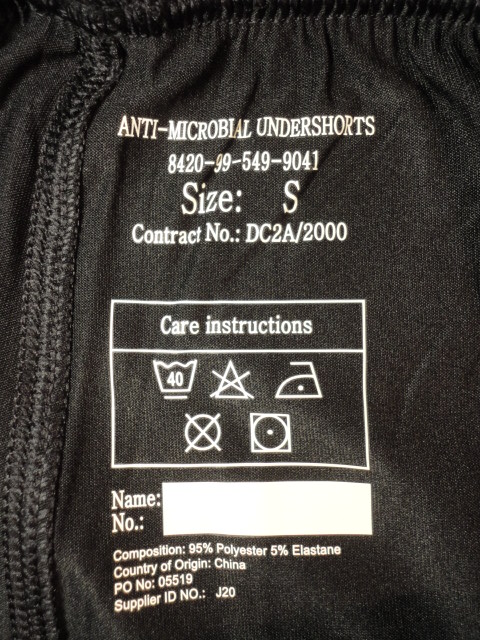 ANTI-MICROBIAL UNDERSHORTS
8420-99-549-9041
Size: S
Contract No.: DC2A/2000
Care instructions
40
Name:
No.:
Composition: 95% Polyester 5% Elastane
Country of Origin: China
PO No: 05519
Supplier ID NO.: J20